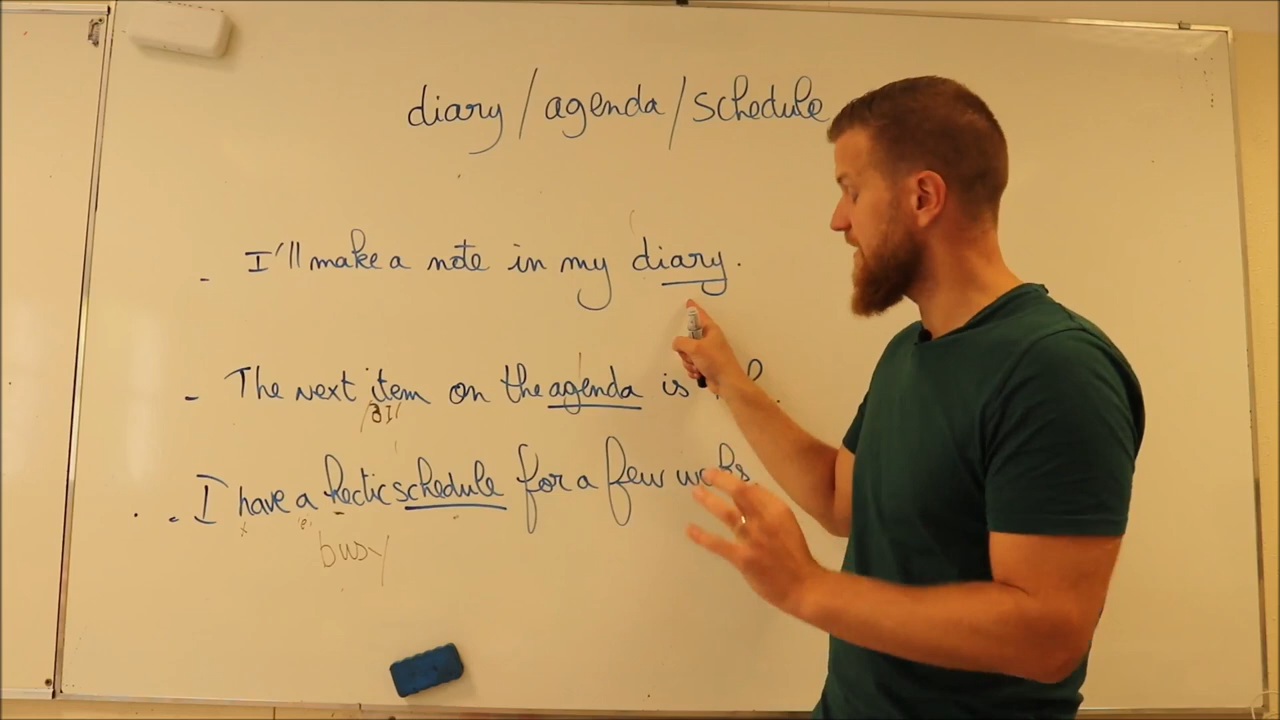 diary / agenda / schedule
- I'll make a note in my diary.
- The next item on the agenda is
- I have a hectic schedule for a few
busy